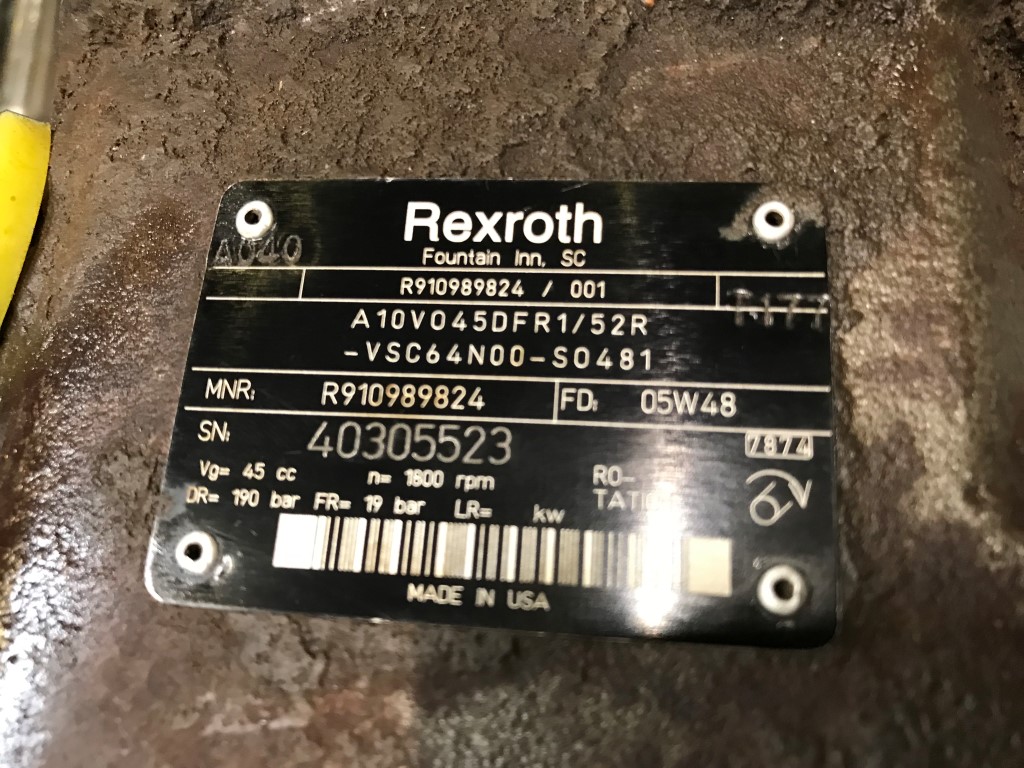 Rexroth
Fountain Inn, SC
A040
R910989824 / 001
A10VO45DFR1/52R
-VSC64N00-S0481
MNR: R910989824 FD: 05W48
SN: 40305523 7874
Vg= 45 cc n= 1800 rpm RO-
DR= 190 bar FR= 19 bar LR= kw
MADE IN USA